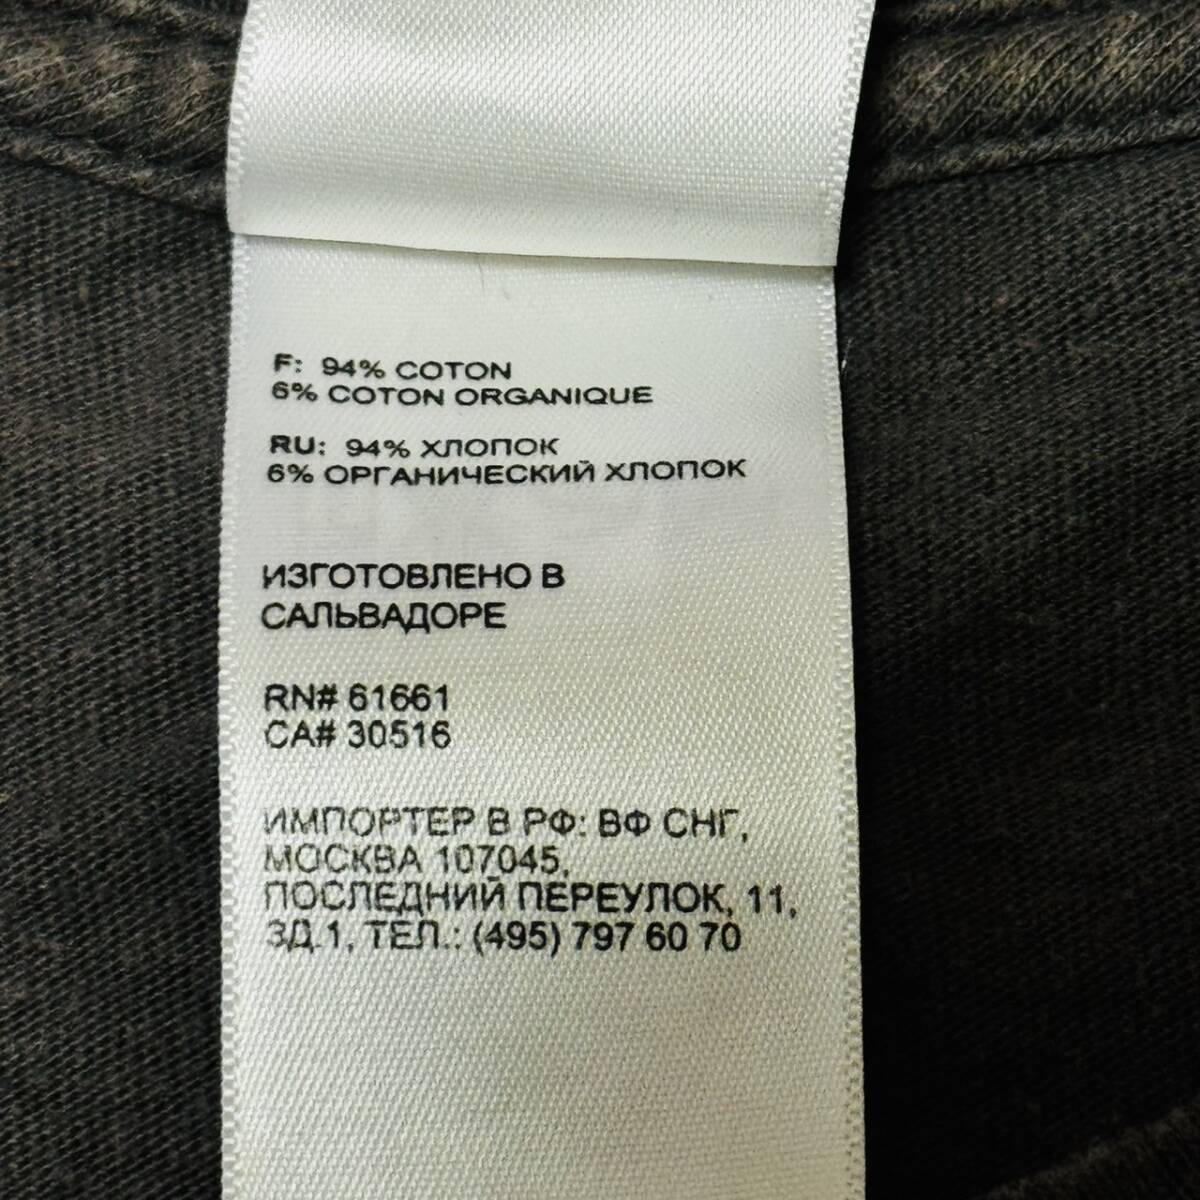 F: 94% COTON
6% COTON ORGANIQUE
RU: 94% ХЛОПОК
6% ОРГАНИЧЕСКИЙ ХЛОПОК
ИЗГОТОВЛЕНО В
САЛЬВАДОРЕ
RN# 61661
CA# 30516
ИМПОРТЕР В РФ: ВФ СНГ,
МОСКВА 107045,
ПОСЛЕДНИЙ ПЕРЕУЛОК, 11,
ЗД.1, ТЕЛ.: (495) 797 60 70